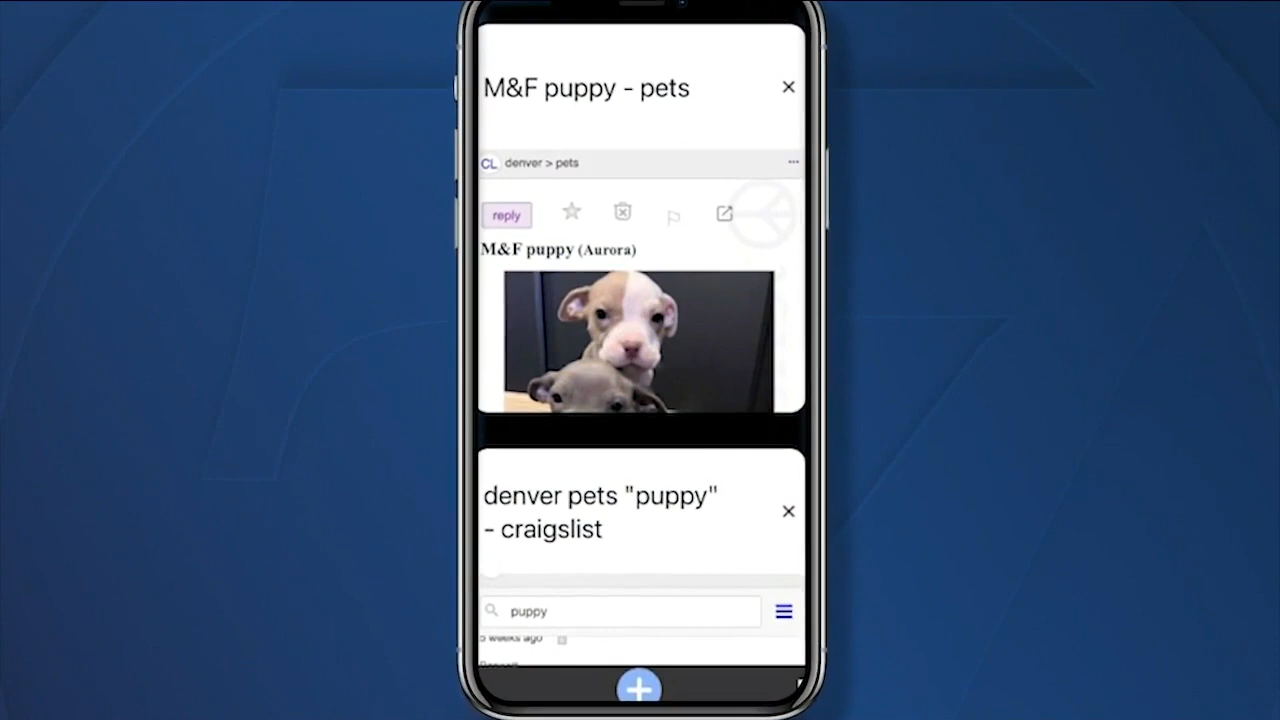 M&F puppy - pets
CL denver > pets
reply
M&F puppy (Aurora)
denver pets "puppy"
- craigslist
puppy
5 weeks ago